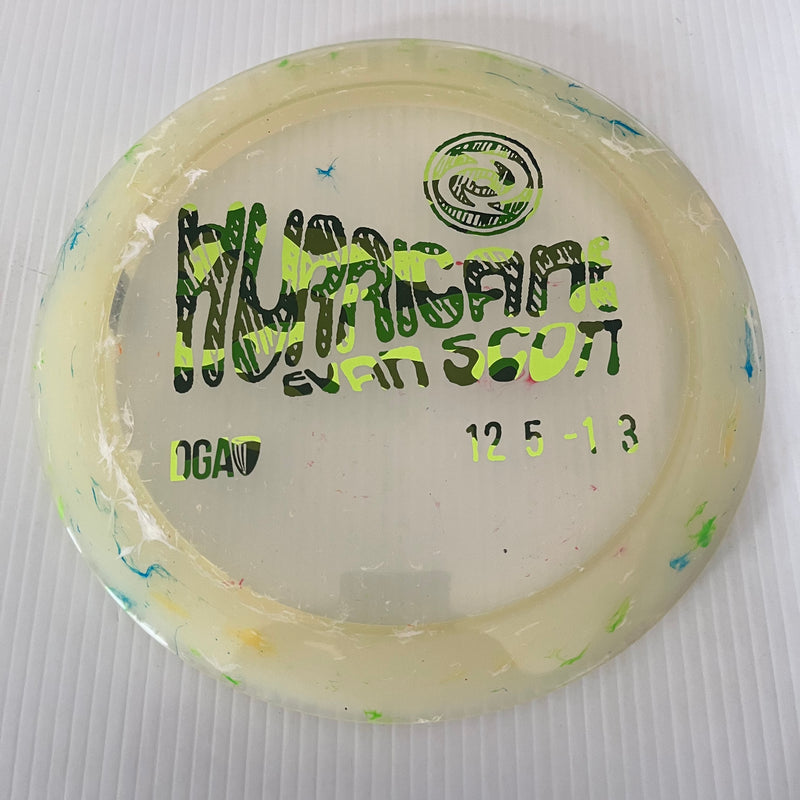 HURRICANE
EVAN SCOTT
DGA
12 5 -1 3